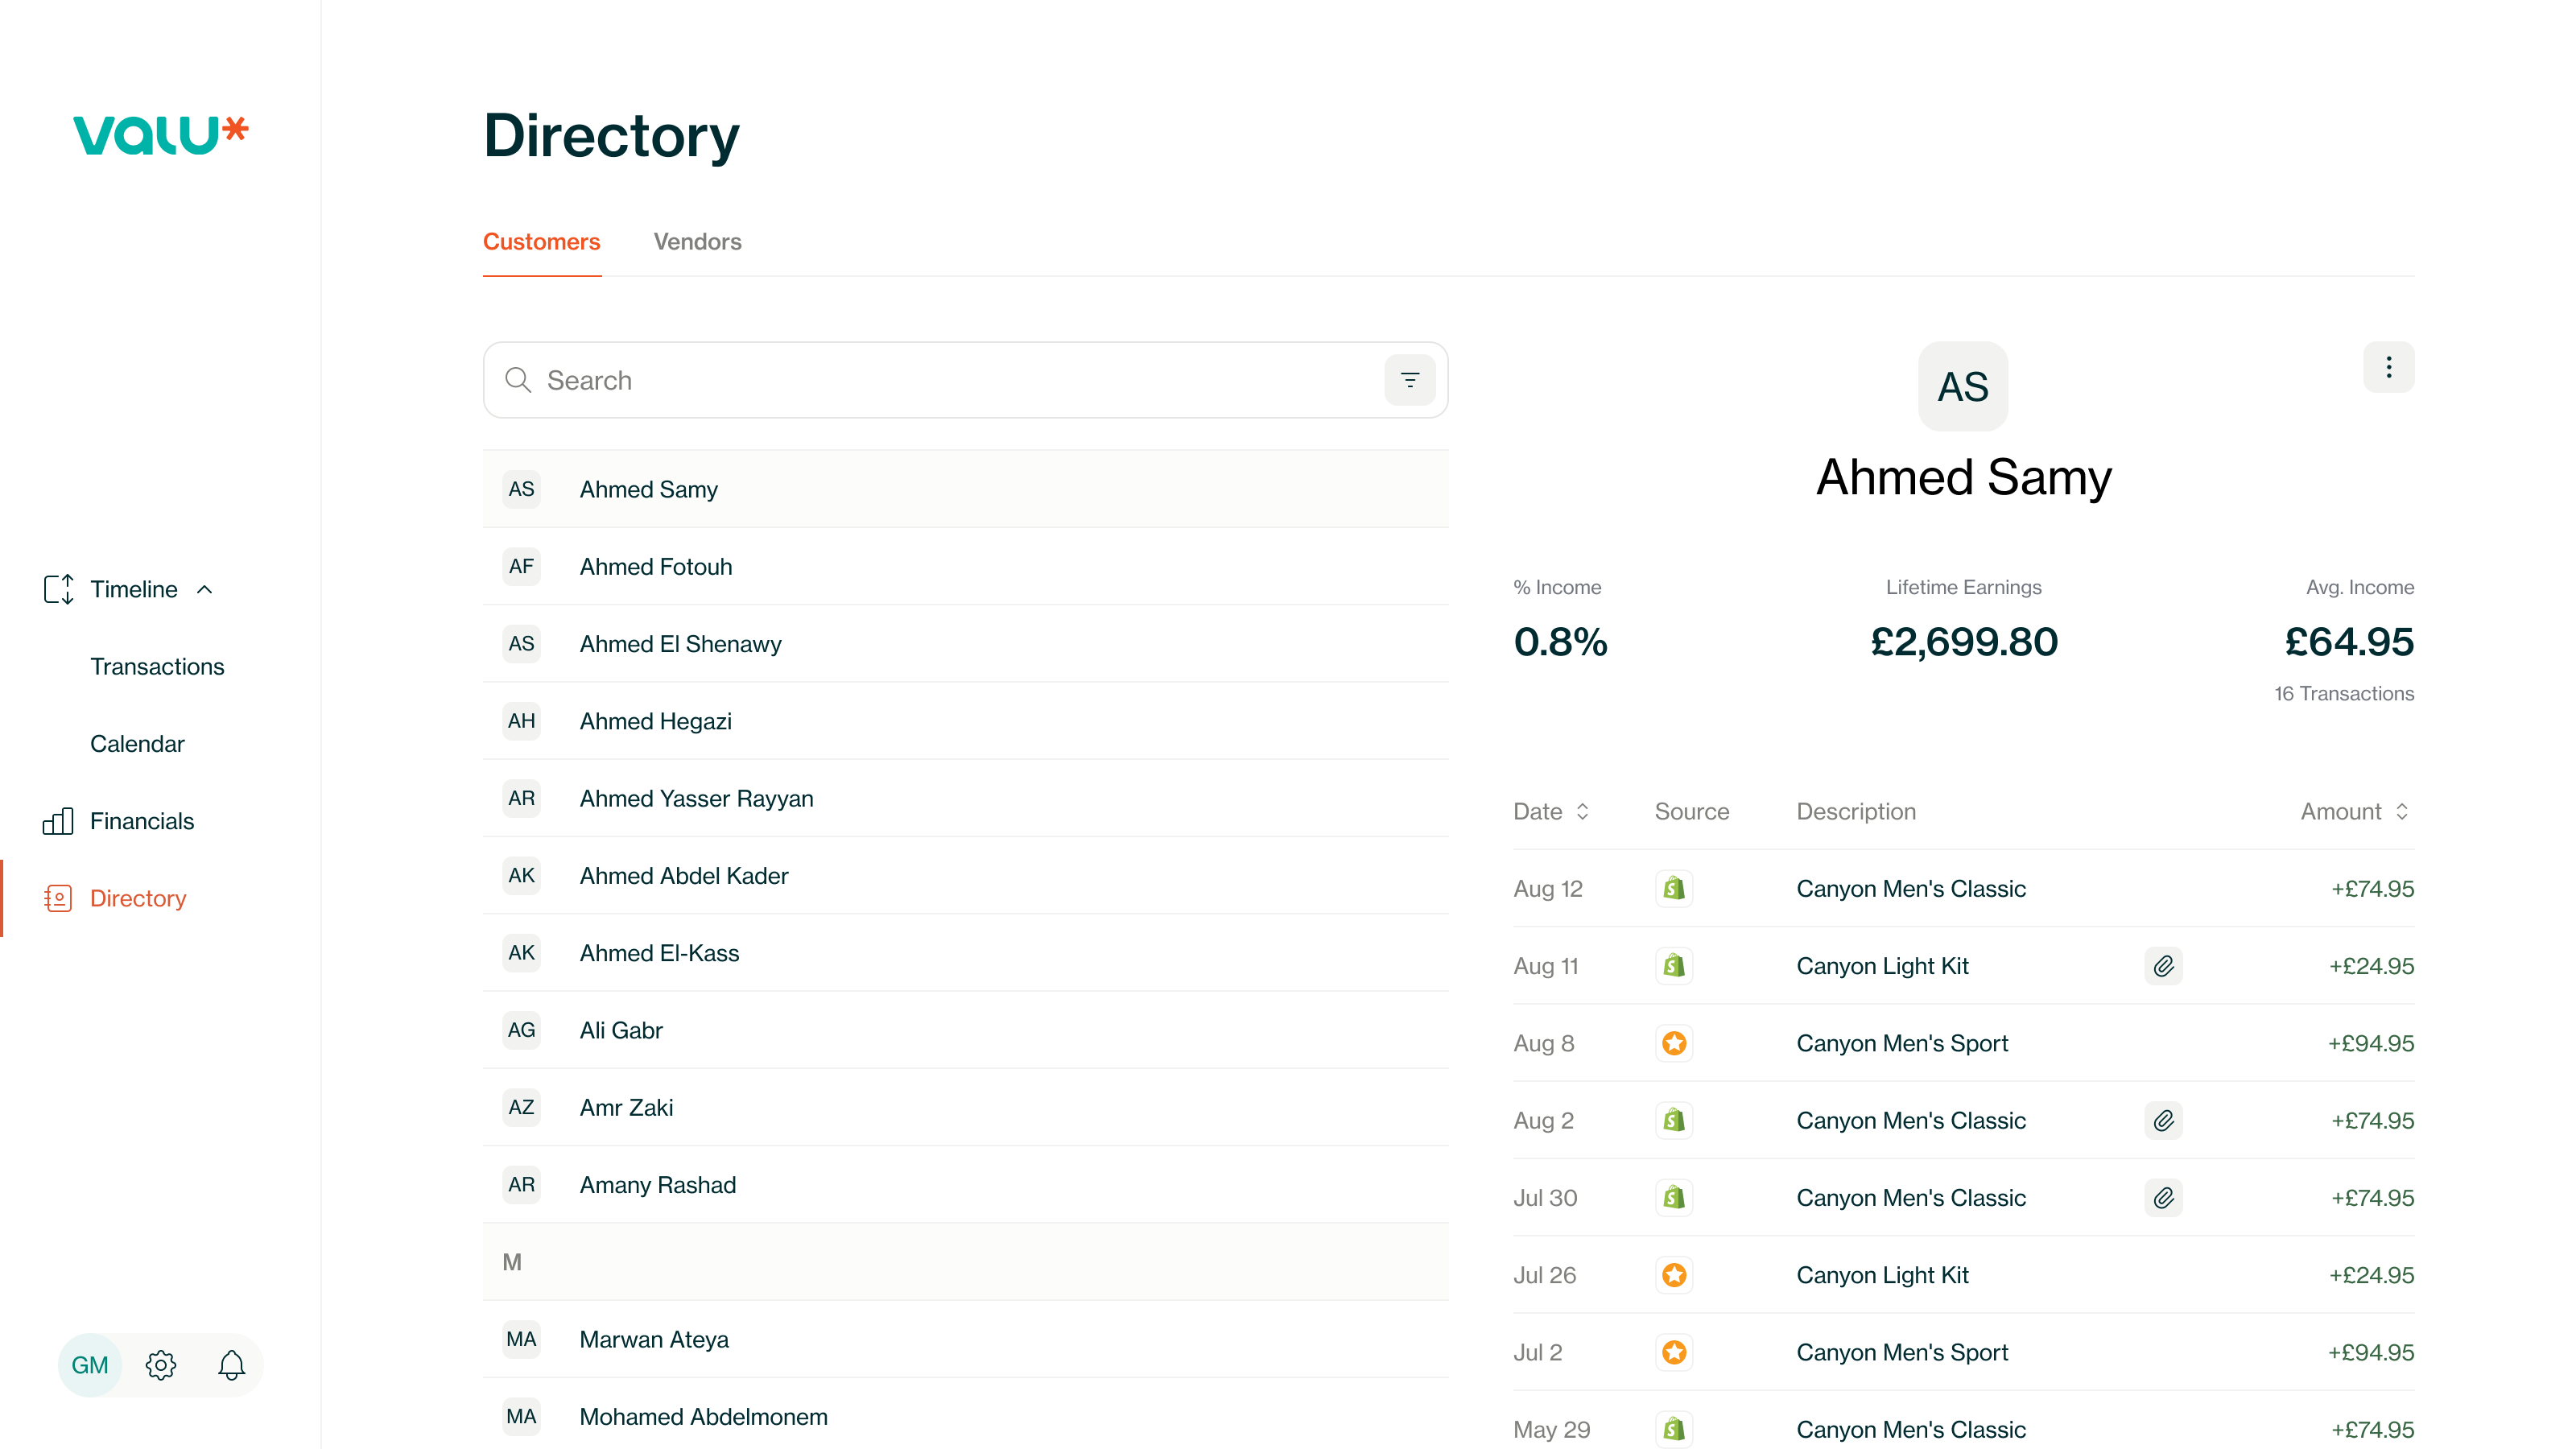 valu*
Timeline
Transactions
Calendar
Financials
Directory
GM
Directory
Customers Vendors
Search
AS Ahmed Samy
AF Ahmed Fotouh
AS Ahmed El Shenawy
AH Ahmed Hegazi
AR Ahmed Yasser Rayyan
AK Ahmed Abdel Kader
AK Ahmed El-Kass
AG Ali Gabr
AZ Amr Zaki
AR Amany Rashad
M
MA Marwan Ateya
MA Mohamed Abdelmonem
AS
Ahmed Samy
% Income Lifetime Earnings Avg. Income
0.8% £2,699.80 £64.95
16 Transactions
Date Source Description Amount
Aug 12 Canyon Men's Classic +£74.95
Aug 11 Canyon Light Kit +£24.95
Aug 8 Canyon Men's Sport +£94.95
Aug 2 Canyon Men's Classic +£74.95
Jul 30 Canyon Men's Classic +£74.95
Jul 26 Canyon Light Kit +£24.95
Jul 2 Canyon Men's Sport +£94.95
May 29 Canyon Men's Classic +£74.95